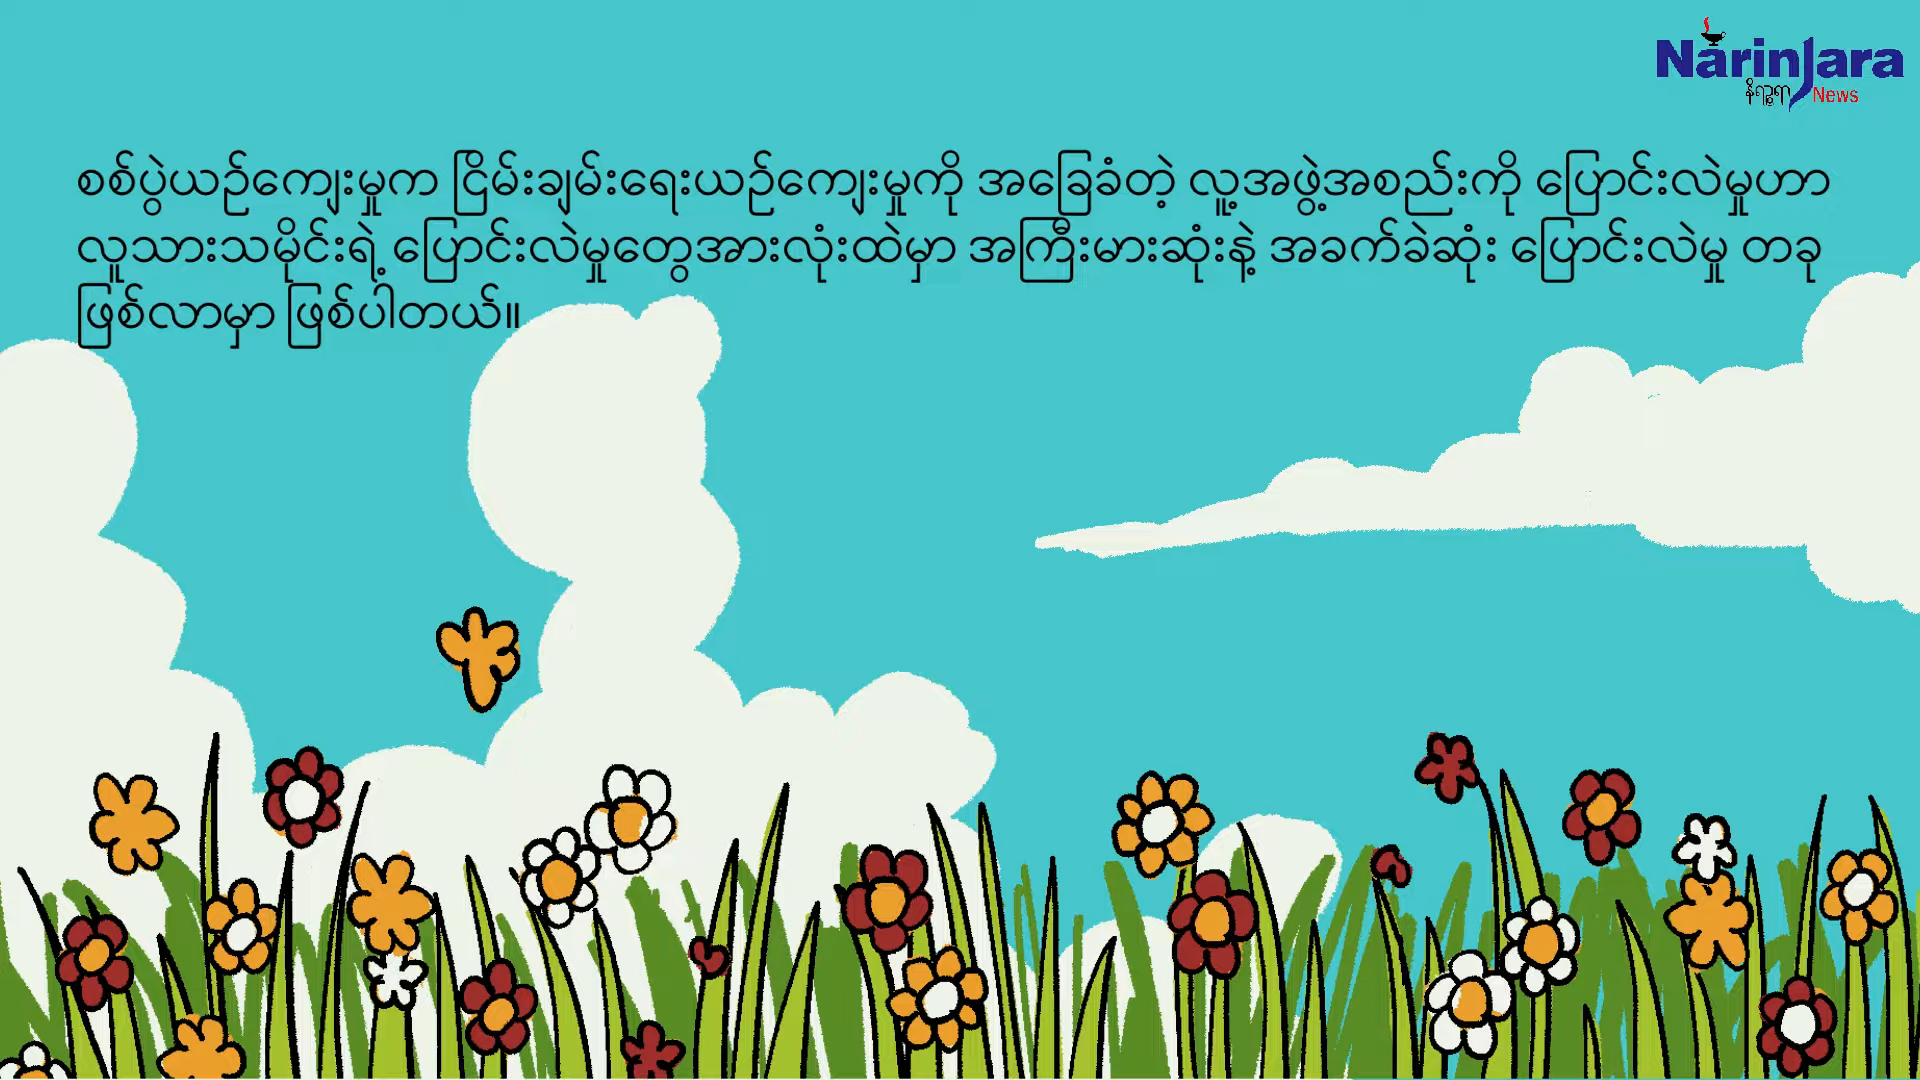 Narinjara
နိရဉ္စရာ News
စစ်ပွဲယဉ်ကျေးမှုက ငြိမ်းချမ်းရေးယဉ်ကျေးမှုကို အခြေခံတဲ့ လူ့အဖွဲ့အစည်းကို ပြောင်းလဲမှုဟာ
လူသားသမိုင်းရဲ့ ပြောင်းလဲမှုတွေအားလုံးထဲမှာ အကြီးမားဆုံးနဲ့ အခက်ခဲဆုံး ပြောင်းလဲမှု တခု
ဖြစ်လာမှာ ဖြစ်ပါတယ်။